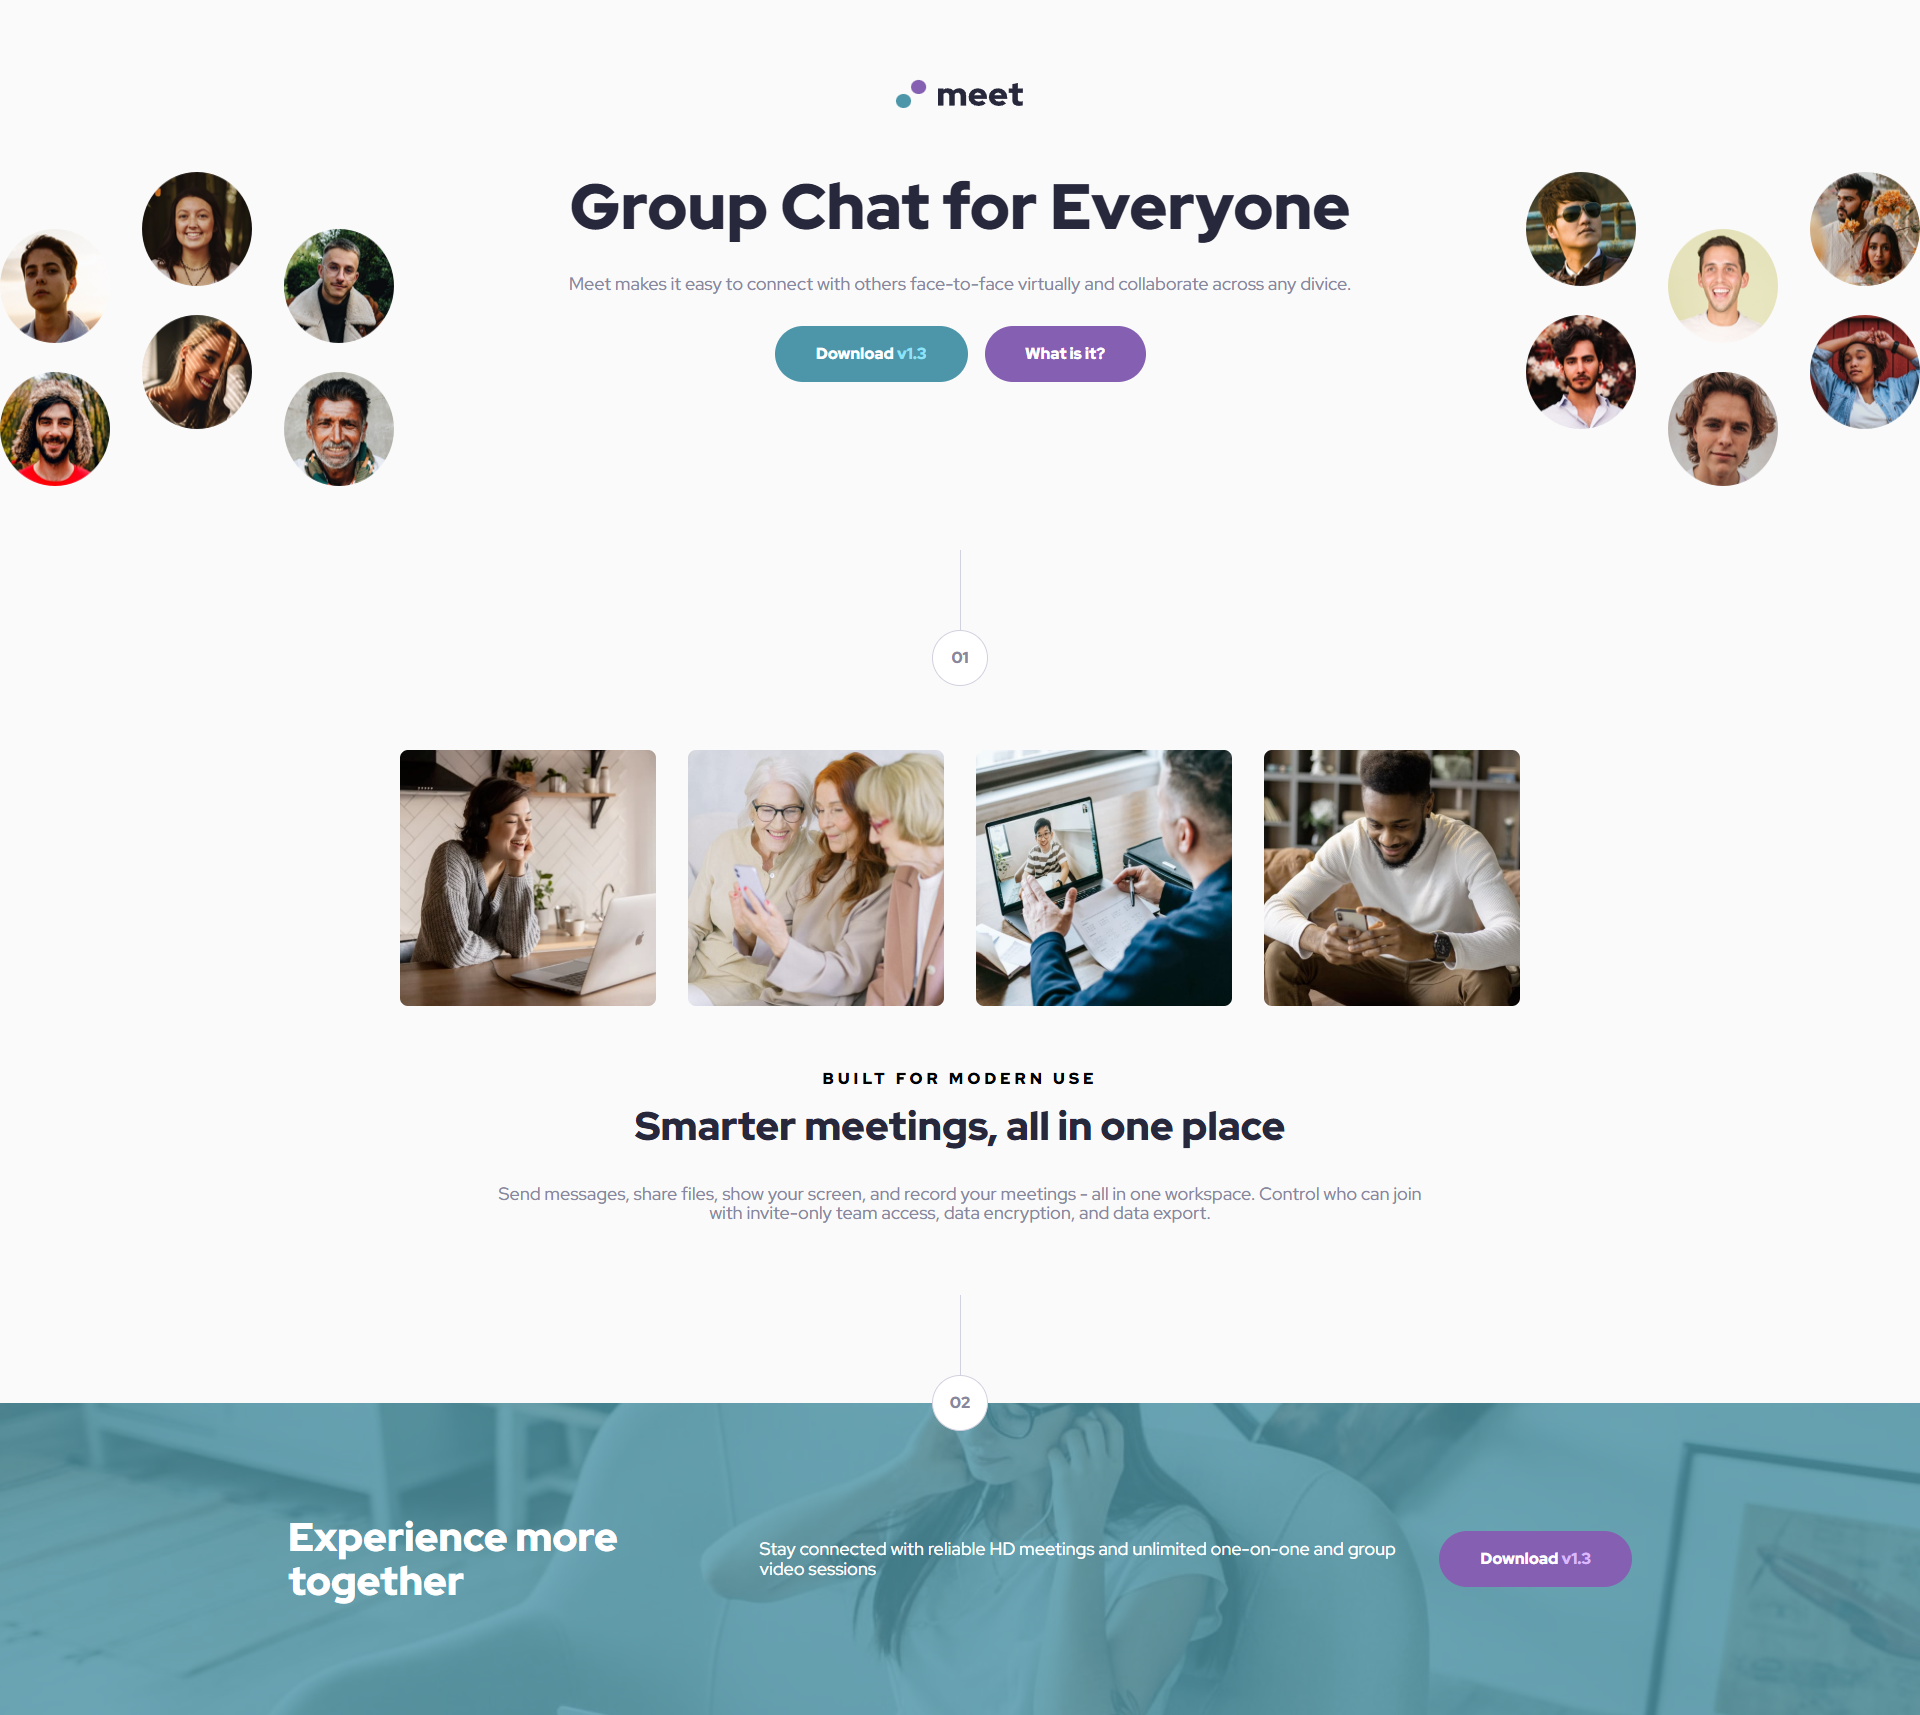 meet
Group Chat for Everyone
Meet makes it easy to connect with others face-to-face virtually and collaborate across any divice.
Download v1.3
What is it?
01
BUILT FOR MODERN USE
Smarter meetings, all in one place
Send messages, share files, show your screen, and record your meetings - all in one workspace. Control who can join
with invite-only team access, data encryption, and data export.
02
Experience more
together
Stay connected with reliable HD meetings and unlimited one-on-one and group
video sessions
Download v1.3